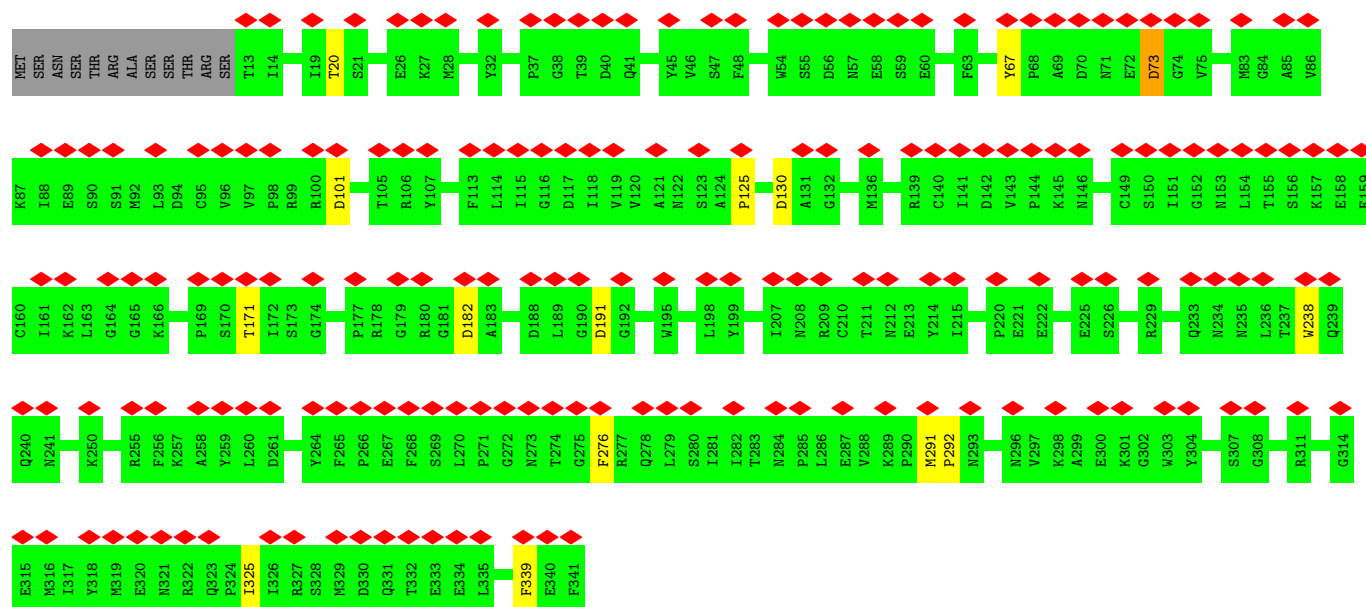 MET SER ASN SER THR ARG ALA SER SER THR ARG SER T13 I14 I19 T20 S21 E26 K27 M28 Y32 P37 G38 T39 D40 Q41 Y45 V46 S47 F48 W54 S55 D56 N57 E58 S59 E60 F63 Y67 P68 A69 D70 N71 E72 D73 G74 V75 M83 G84 A85 V86
K87 I88 E89 S90 S91 M92 L93 D94 C95 V96 V97 P98 R99 R100 D101 T105 R106 Y107 F113 L114 I115 G116 D117 I118 V119 V120 A121 N122 S123 A124 P125 D130 A131 G132 M136 R139 C140 I141 D142 V143 P144 K145 N146 C149 S150 I151 G152 N153 L154 T155 S156 K157 E158 E159
C160 I161 K162 L163 G164 G165 K166 P169 S170 T171 I172 S173 G174 P177 R178 G179 R180 G181 D182 A183 D188 L189 G190 D191 G192 W195 L198 Y199 I207 N208 R209 C210 T211 N212 E213 Y214 I215 P220 E221 E222 E225 S226 R229 Q233 N234 N235 L236 T237 W238 Q239
Q240 N241 K250 R255 F256 K257 A258 Y259 L260 D261 Y264 F265 P266 E267 F268 S269 L270 P271 G272 N273 T274 G275 F276 R277 Q278 L279 S280 I281 I282 T283 N284 P285 L286 E287 V288 K289 P290 M291 P292 N293 N296 V297 K298 A299 E300 K301 G302 W303 Y304 S307 G308 R311 G314
E315 M316 I317 Y318 M319 E320 N321 R322 Q323 P324 I325 I326 R327 S328 M329 D330 Q331 T332 E333 E334 L335 F339 E340 F341